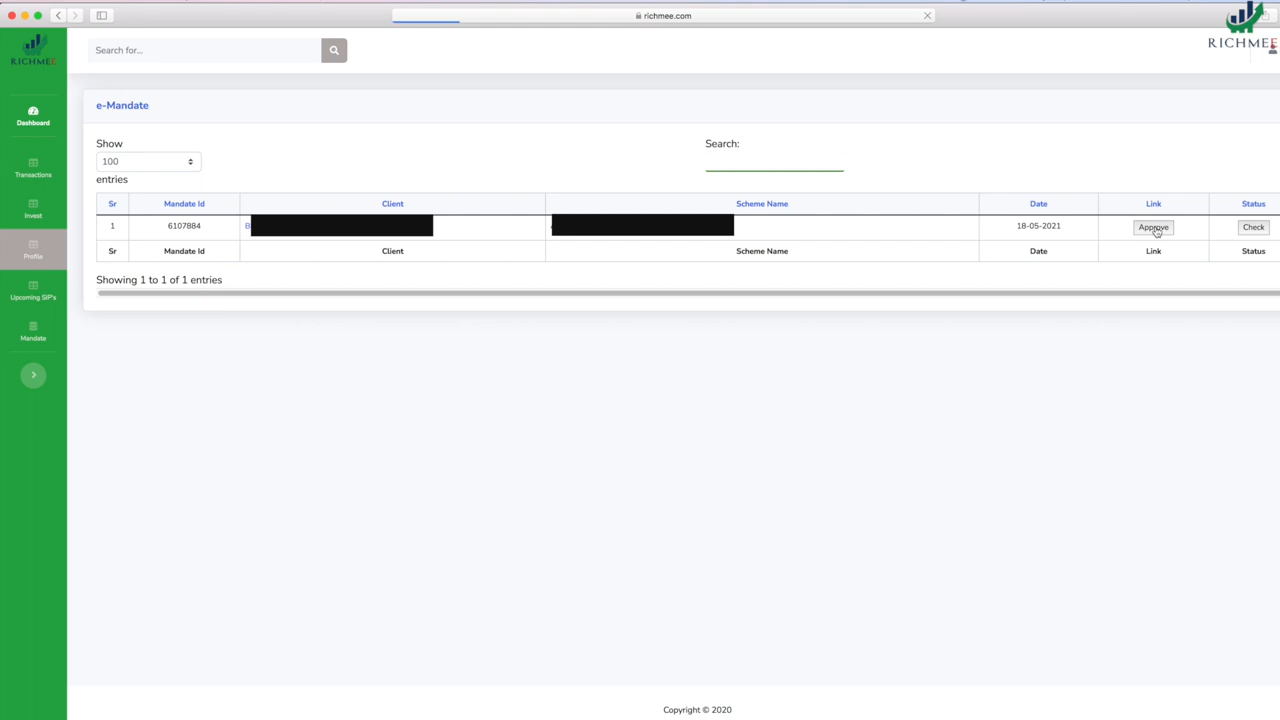 richmee.com
RICHMEE
RICHMEE
Search for...
Dashboard
Transactions
Invest
Profile
Upcoming SIP's
Mandate
e-Mandate
Show
100
entries
Search:
Sr Mandate Id Client Scheme Name Date Link Status
1 6107884 B 18-05-2021 Approve Check
Sr Mandate Id Client Scheme Name Date Link Status
Showing 1 to 1 of 1 entries
Copyright © 2020